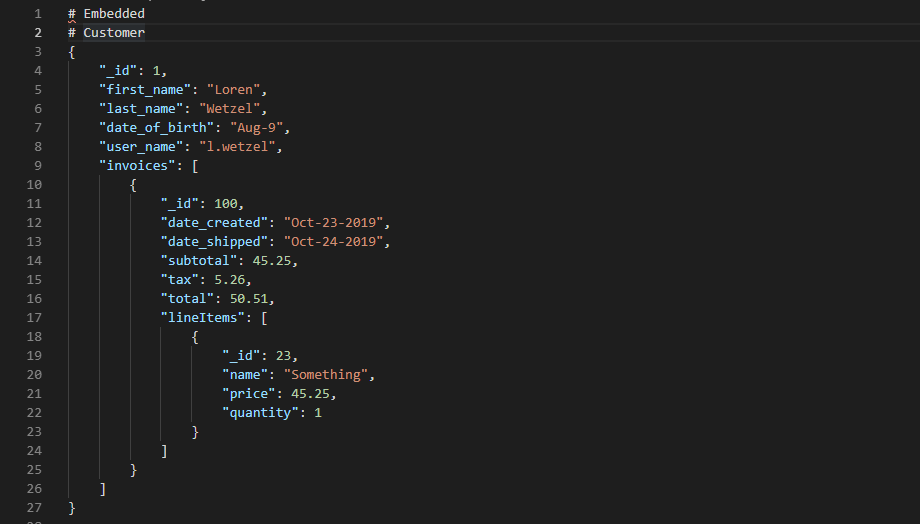 1 # Embedded
2 # Customer
3 {
4     "_id": 1,
5     "first_name": "Loren",
6     "last_name": "Wetzel",
7     "date_of_birth": "Aug-9",
8     "user_name": "l.wetzel",
9     "invoices": [
10         {
11             "_id": 100,
12             "date_created": "Oct-23-2019",
13             "date_shipped": "Oct-24-2019",
14             "subtotal": 45.25,
15             "tax": 5.26,
16             "total": 50.51,
17             "lineItems": [
18                 {
19                     "_id": 23,
20                     "name": "Something",
21                     "price": 45.25,
22                     "quantity": 1
23                 }
24             ]
25         }
26     ]
27 }